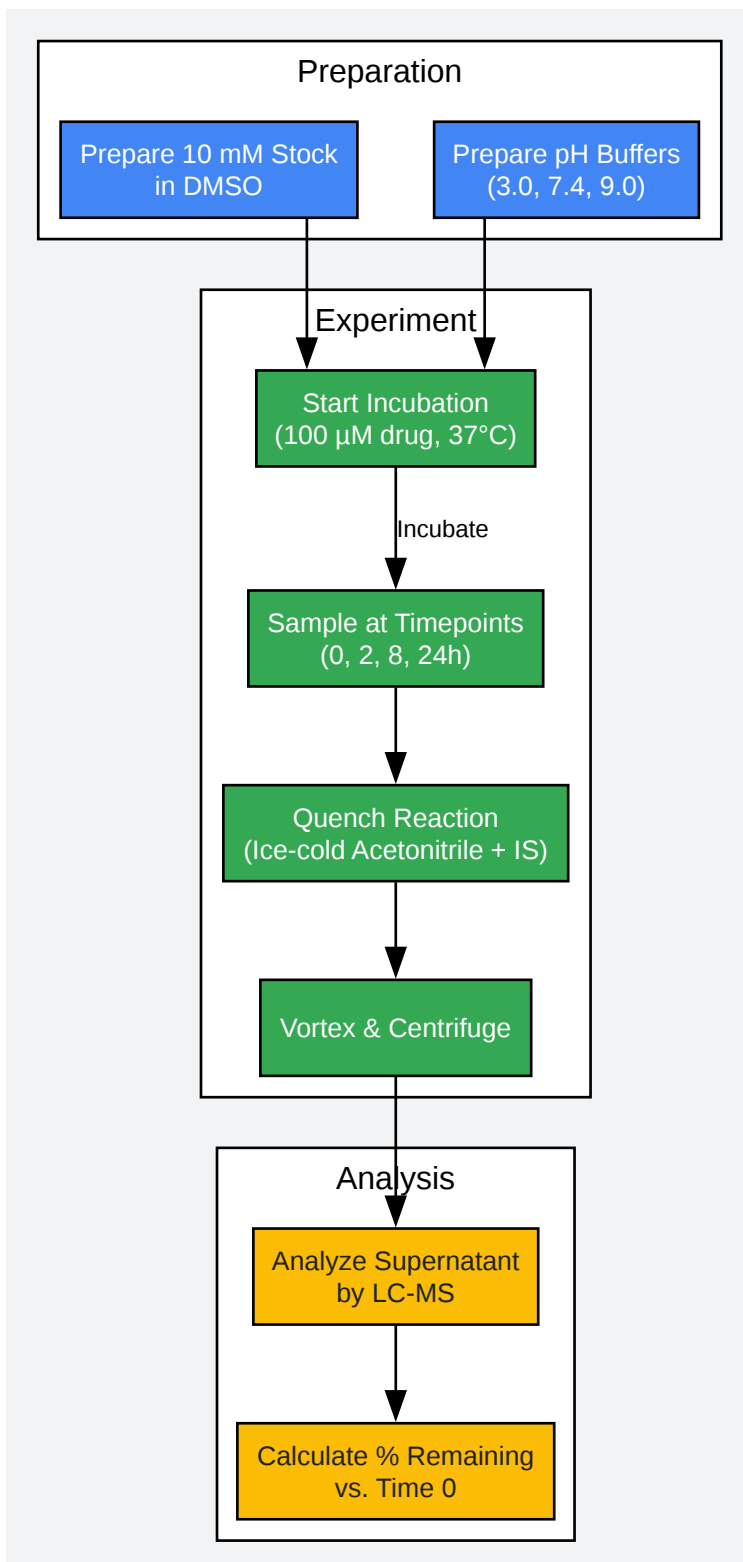 Preparation
Prepare 10 mM Stock
in DMSO
Prepare pH Buffers
(3.0, 7.4, 9.0)
Experiment
Start Incubation
(100 µM drug, 37°C)
Incubate
Sample at Timepoints
(0, 2, 8, 24h)
Quench Reaction
(Ice-cold Acetonitrile + IS)
Vortex & Centrifuge
Analysis
Analyze Supernatant
by LC-MS
Calculate % Remaining
vs. Time 0